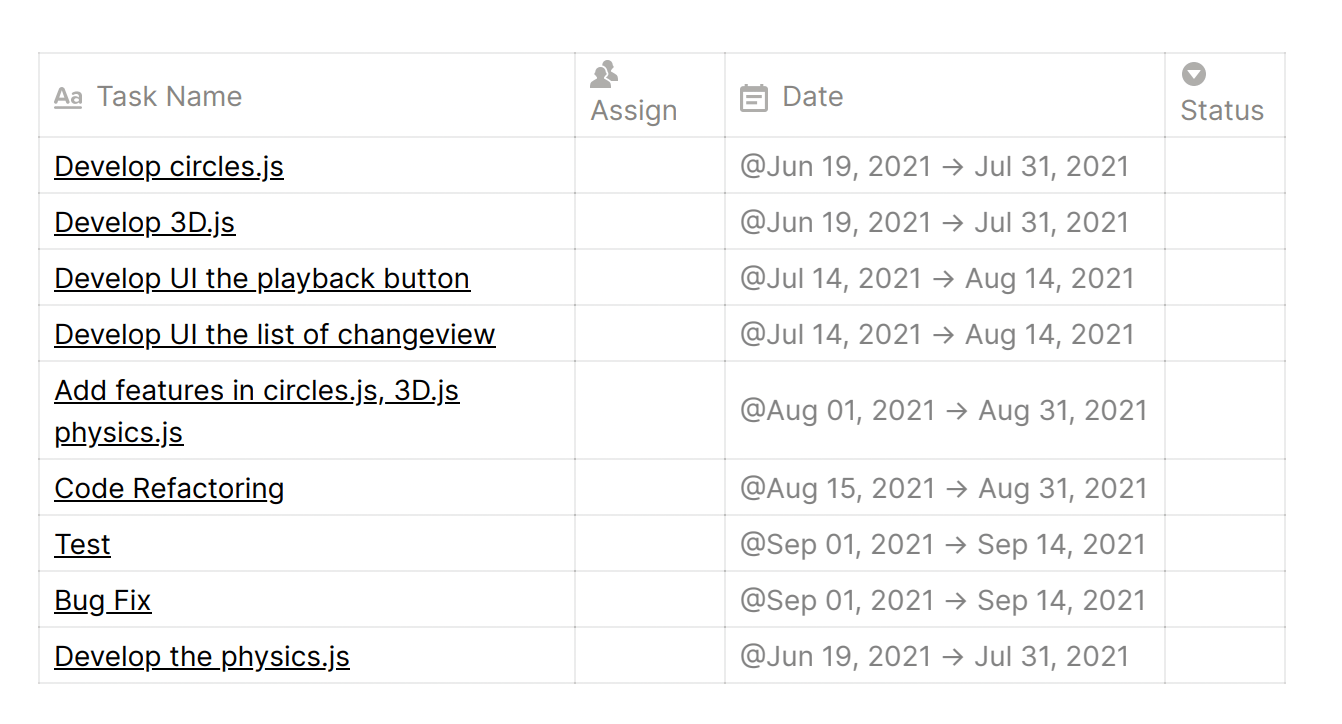 Aa Task Name Assign Date Status
Develop circles.js @Jun 19, 2021 → Jul 31, 2021
Develop 3D.js @Jun 19, 2021 → Jul 31, 2021
Develop UI the playback button @Jul 14, 2021 → Aug 14, 2021
Develop UI the list of changeview @Jul 14, 2021 → Aug 14, 2021
Add features in circles.js, 3D.js
physics.js @Aug 01, 2021 → Aug 31, 2021
Code Refactoring @Aug 15, 2021 → Aug 31, 2021
Test @Sep 01, 2021 → Sep 14, 2021
Bug Fix @Sep 01, 2021 → Sep 14, 2021
Develop the physics.js @Jun 19, 2021 → Jul 31, 2021